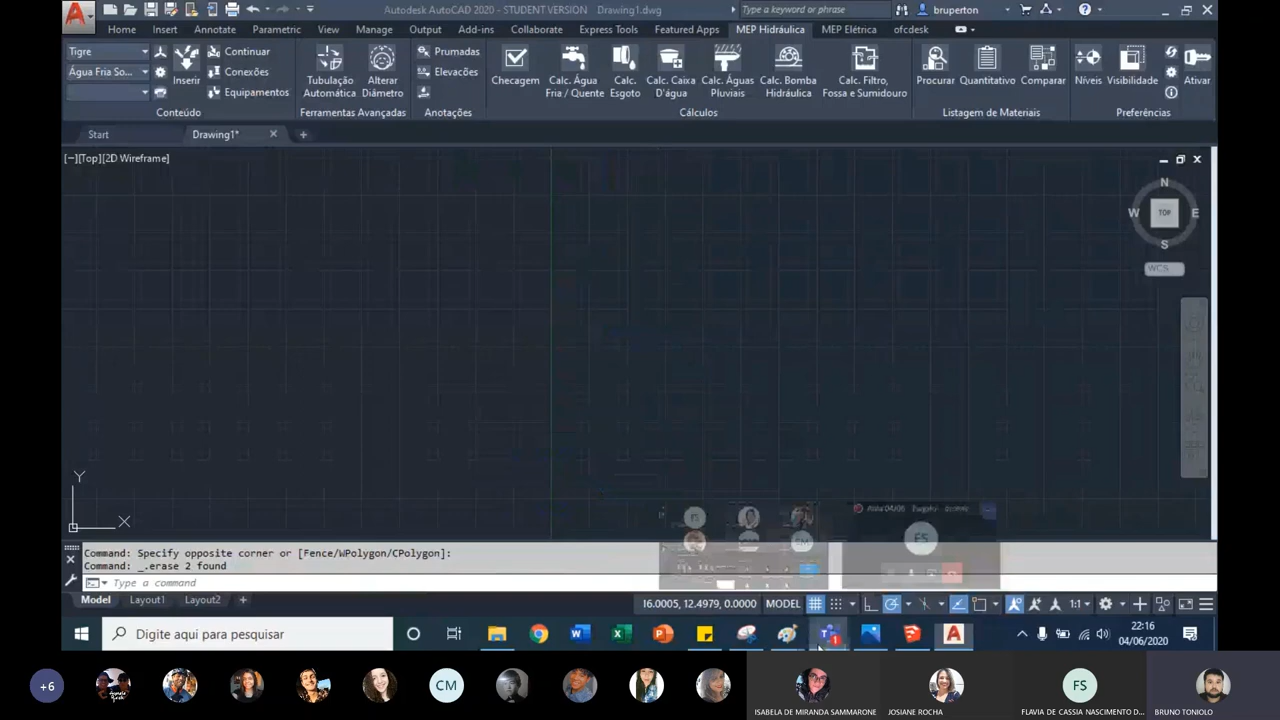 Autodesk AutoCAD 2020 - STUDENT VERSION Drawing1.dwg
Type a keyword or phrase
bruperton
Home Insert Annotate Parametric View Manage Output Add-ins Collaborate Express Tools Featured Apps MEP Hidráulica MEP Elétrica ofcdesk
Tigre
Água Fria So...
Inserir
Continuar
Conexões
Equipamentos
Conteúdo
Tubulação Automática
Alterar Diâmetro
Ferramentas Avançadas
Prumadas
Elevações
Anotações
Checagem
Calc. Água Fria / Quente
Calc. Esgoto
Calc. Caixa D'água
Calc. Águas Pluviais
Calc. Bomba Hidráulica
Calc. Filtro, Fossa e Sumidouro
Cálculos
Procurar
Quantitativo
Comparar
Listagem de Materiais
Níveis
Visibilidade
Ativar
Preferências
Start
Drawing1*
[−][Top][2D Wireframe]
N
W
TOP
E
S
WCS
Y
X
FS
CM
FS
Command: Specify opposite corner or [Fence/WPolygon/CPolygon]:
Command: _.erase 2 found
Type a command
Model Layout1 Layout2 +
16.0005, 12.4979, 0.0000 MODEL
1:1
Digite aqui para pesquisar
22:16
04/06/2020
+6
CM
ISABELA DE MIRANDA SAMMARONE
JOSIANE ROCHA
FS
FLAVIA DE CASSIA NASCIMENTO D...
BRUNO TONIOLO